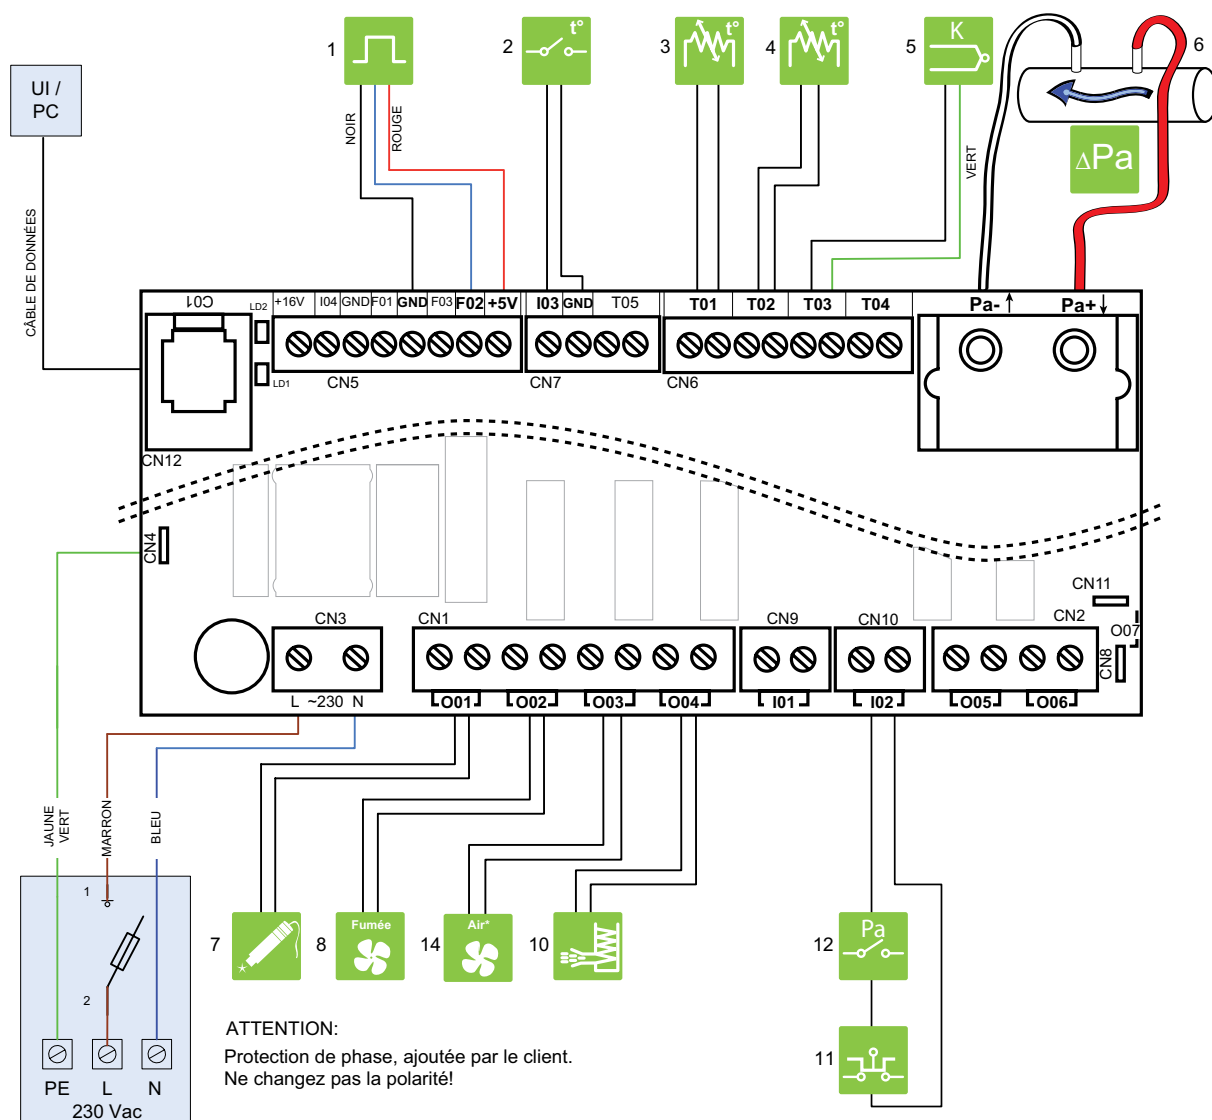 1
2
t°
3
t°
4
t°
5
K
6
UI /
PC
NOIR
ROUGE
VERT
ΔPa
CÂBLE DE DONNÉES
C01
LD2
+16V
I04
GND
F01
GND
F03
F02
+5V
I03
GND
T05
T01
T02
T03
T04
Pa-
Pa+
LD1
CN5
CN7
CN6
CN12
CN4
CN11
CN3
CN1
CN9
CN10
CN2
O07
CN8
L ~230 N
O01
O02
O03
O04
I01
I02
O05
O06
JAUNE
VERT
MARRON
BLEU
1
2
PE
L
N
230 Vac
7
8
Fumée
14
Air*
10
12
Pa
11
ATTENTION:
Protection de phase, ajoutée par le client.
Ne changez pas la polarité!